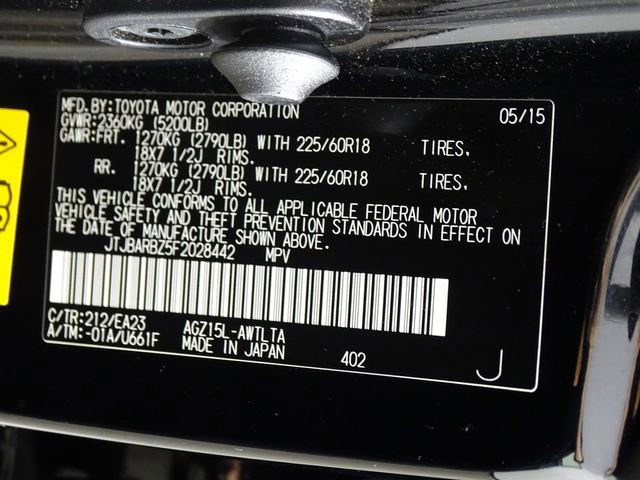 MFD.BY:TOYOTA MOTOR CORPORATION 05/15
GVWR:2360KG (5200LB)
GAWR:FRT. 1270KG (2790LB) WITH 225/60R18 TIRES.
18X7 1/2J RIMS.
RR. 1270KG (2790LB) WITH 225/60R18 TIRES.
18X7 1/2J RIMS.
THIS VEHICLE CONFORMS TO ALL APPLICABLE FEDERAL MOTOR
VEHICLE SAFETY AND THEFT PREVENTION STANDARDS IN EFFECT ON
THE DATE OF MANUFACTURE SHOWN ABOVE.
JTJBARBZ5F2028442 MPV
C/TR:212/EA23 AGZ15L-AWTLTA
A/TM:-01A/U661F MADE IN JAPAN 402 J